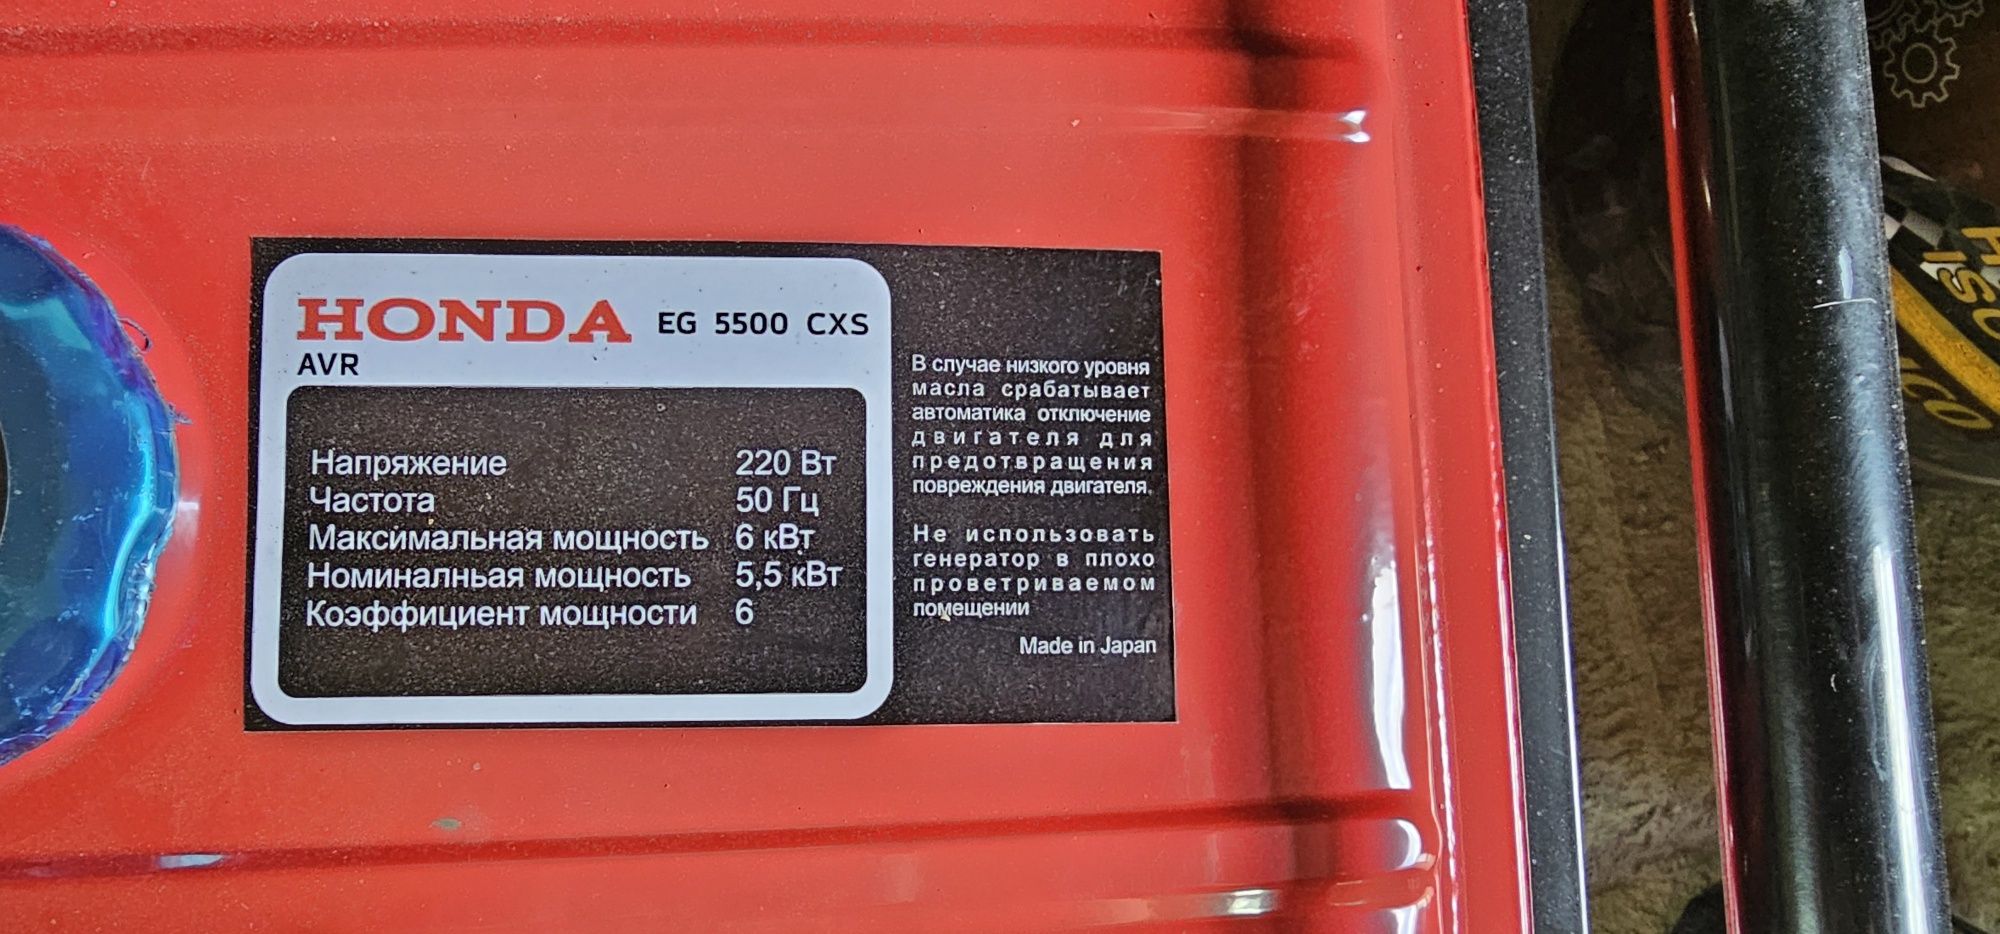 HONDA EG 5500 CXS
AVR
Напряжение 220 Вт
Частота 50 Гц
Максимальная мощность 6 кВт
Номиналньая мощность 5,5 кВт
Коэффициент мощности 6
В случае низкого уровня
масла срабатывает
автоматика отключение
двигателя для
предотвращения
повреждения двигателя.
Не использовать
генератор в плохо
проветриваемом
помещении
Made in Japan